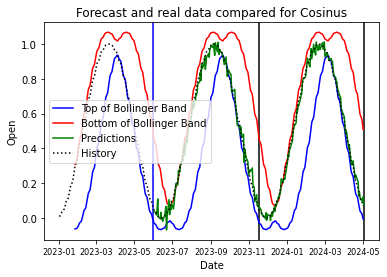 Forecast and real data compared for Cosinus
Open
1.0
0.8
0.6
0.4
0.2
0.0
Top of Bollinger Band
Bottom of Bollinger Band
Predictions
History
2023-01 2023-03 2023-05 2023-07 2023-09 2023-11 2024-01 2024-03 2024-05
Date